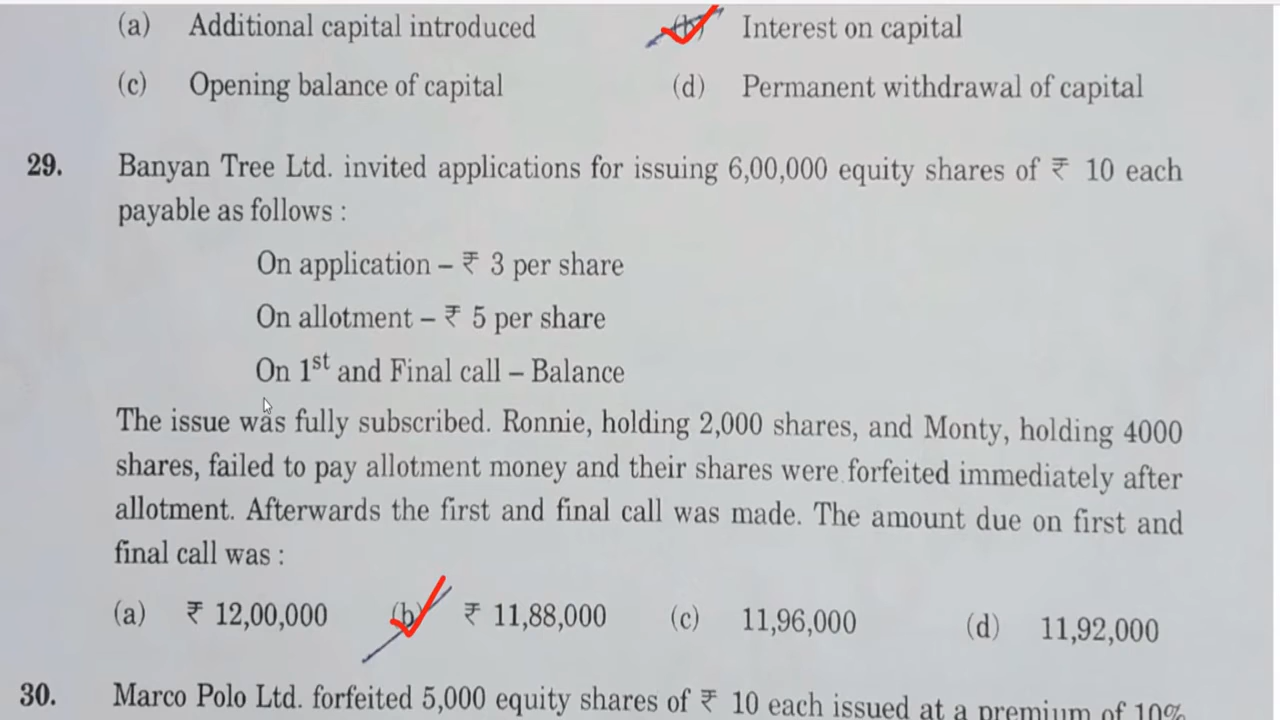 (a) Additional capital introduced (b) Interest on capital
(c) Opening balance of capital (d) Permanent withdrawal of capital
29. Banyan Tree Ltd. invited applications for issuing 6,00,000 equity shares of ₹ 10 each
payable as follows :
On application – ₹ 3 per share
On allotment – ₹ 5 per share
On 1st and Final call – Balance
The issue was fully subscribed. Ronnie, holding 2,000 shares, and Monty, holding 4000
shares, failed to pay allotment money and their shares were forfeited immediately after
allotment. Afterwards the first and final call was made. The amount due on first and
final call was :
(a) ₹ 12,00,000 (b) ₹ 11,88,000 (c) 11,96,000 (d) 11,92,000
30. Marco Polo Ltd. forfeited 5,000 equity shares of ₹ 10 each issued at a premium of 10%